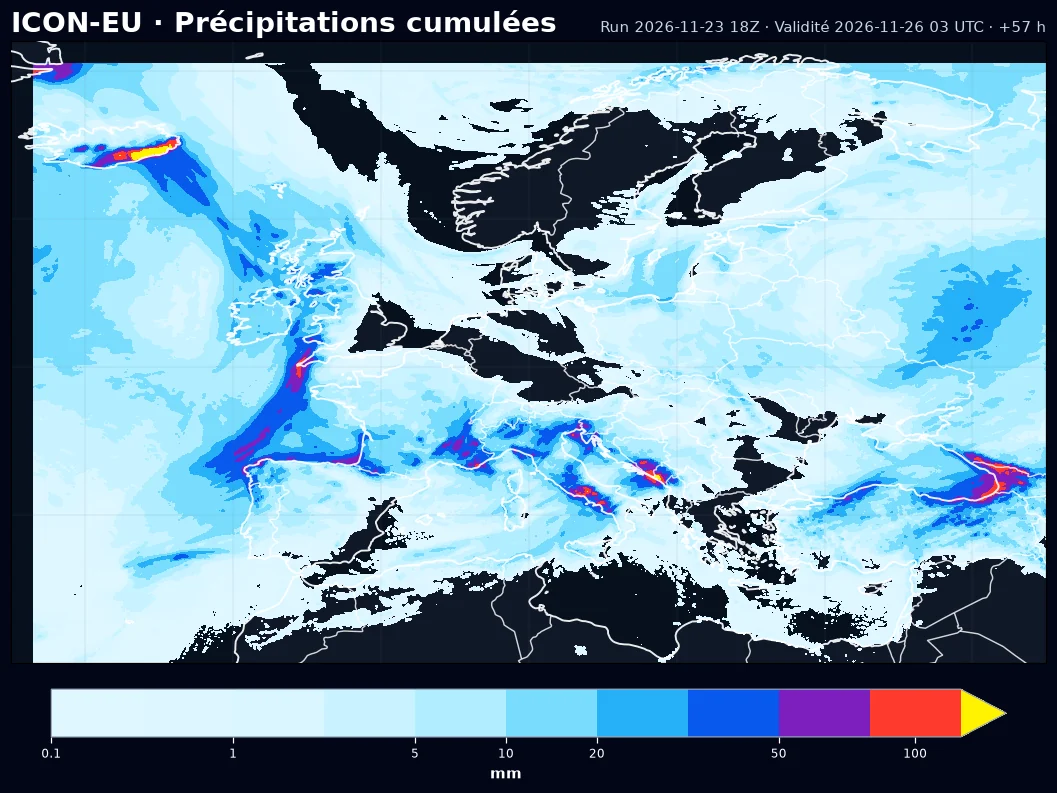 ICON-EU · Précipitations cumulées
Run 2026-11-23 18Z · Validité 2026-11-26 03 UTC · +57 h
0.1 1 5 10 20 50 100
mm